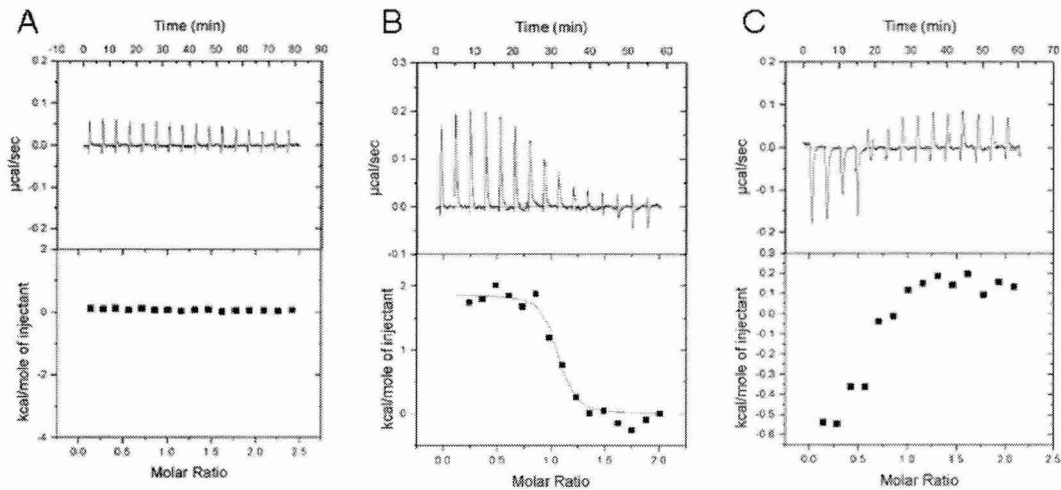 A
Time (min)
-10 0 10 20 30 40 50 60 70 80 90
0.2
0.1
0.0
-0.1
-0.2
µcal/sec
2
0
-2
-4
kcal/mole of injectant
0.0 0.5 1.0 1.5 2.0 2.5
Molar Ratio
B
Time (min)
0 10 20 30 40 50 60
0.3
0.2
0.1
0.0
-0.1
µcal/sec
2
1
0
kcal/mole of injectant
0.0 0.5 1.0 1.5 2.0
Molar Ratio
C
Time (min)
0 10 20 30 40 50 60 70
0.2
0.1
0.0
-0.1
-0.2
0.3
µcal/sec
0.2
0.1
0.0
-0.1
-0.2
-0.3
-0.4
-0.5
-0.6
kcal/mole of injectant
0.0 0.5 1.0 1.5 2.0 2.5
Molar Ratio